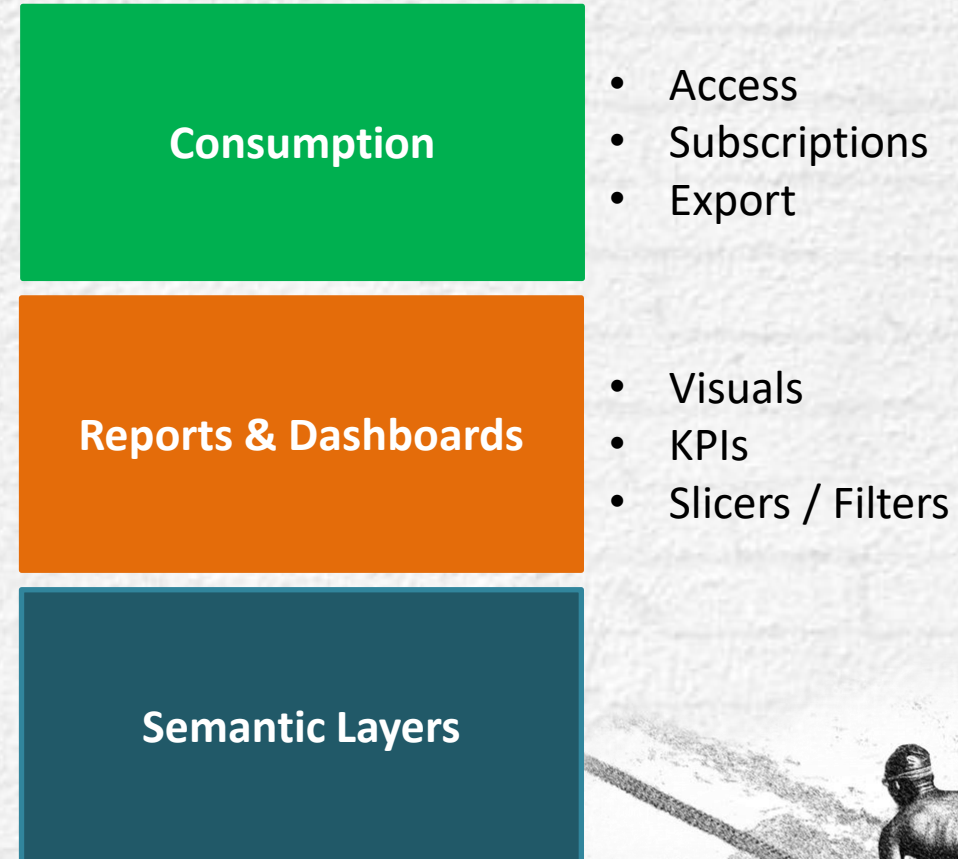 Consumption
• Access
• Subscriptions
• Export
Reports & Dashboards
• Visuals
• KPIs
• Slicers / Filters
Semantic Layers